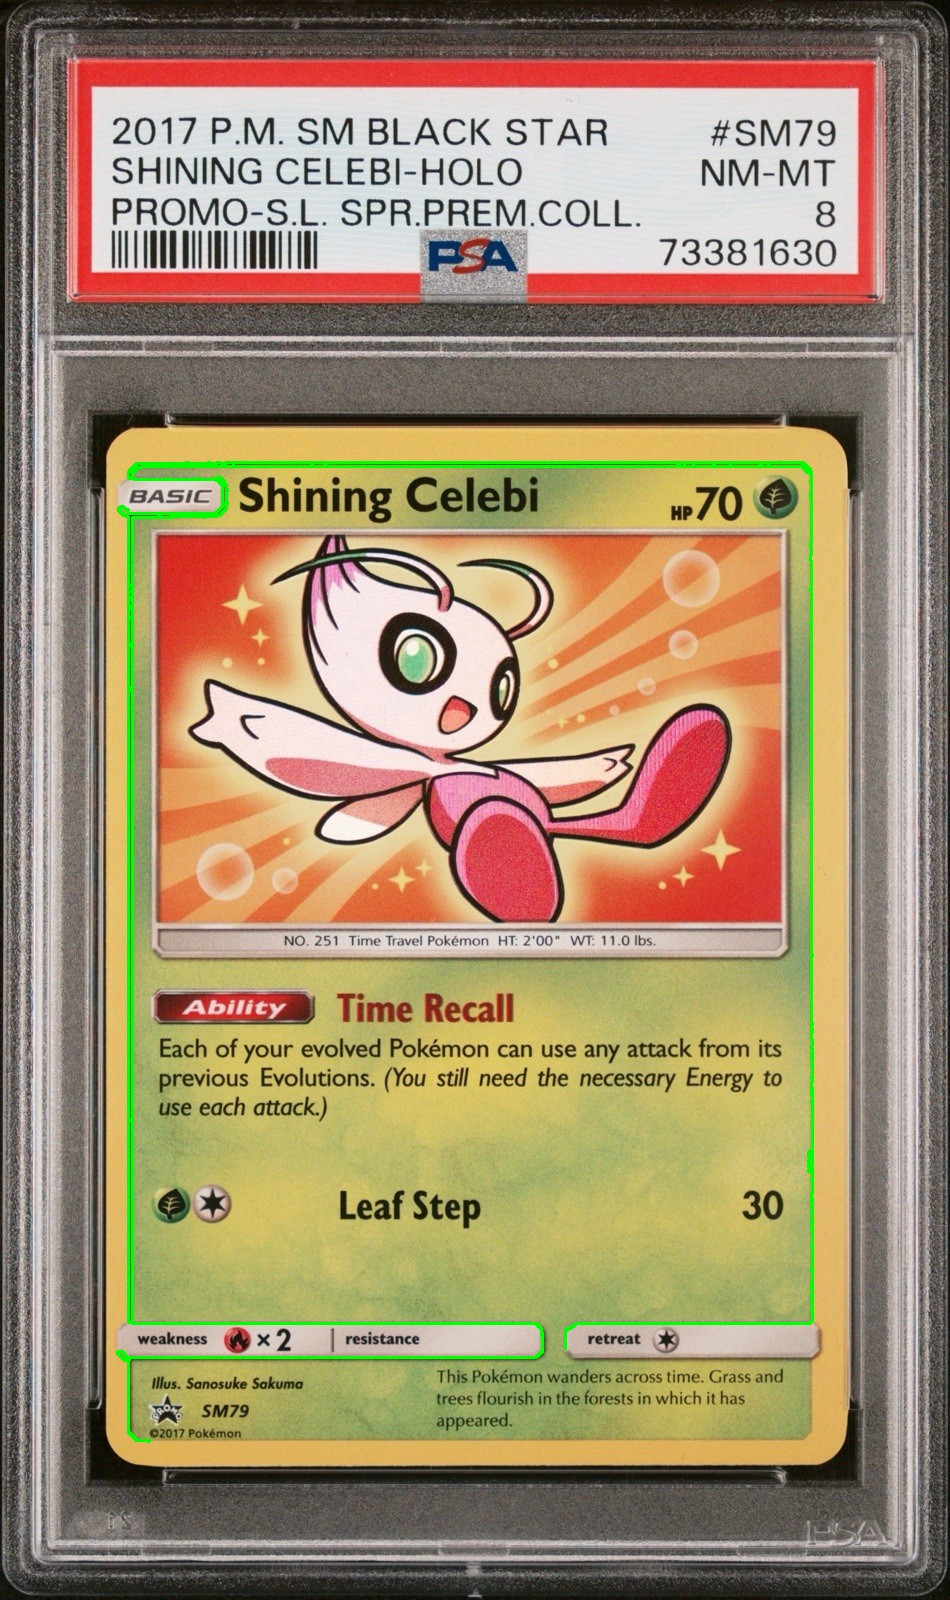 2017 P.M. SM BLACK STAR #SM79
SHINING CELEBI-HOLO NM-MT
PROMO-S.L. SPR.PREM.COLL. 8
PSA 73381630
BASIC Shining Celebi HP 70
NO. 251 Time Travel Pokémon HT: 2'00" WT: 11.0 lbs.
Ability Time Recall
Each of your evolved Pokémon can use any attack from its
previous Evolutions. (You still need the necessary Energy to
use each attack.)
Leaf Step 30
weakness ×2 resistance retreat
Illus. Sanosuke Sakuma
PROMO SM79
©2017 Pokémon
This Pokémon wanders across time. Grass and
trees flourish in the forests in which it has
appeared.
PSA